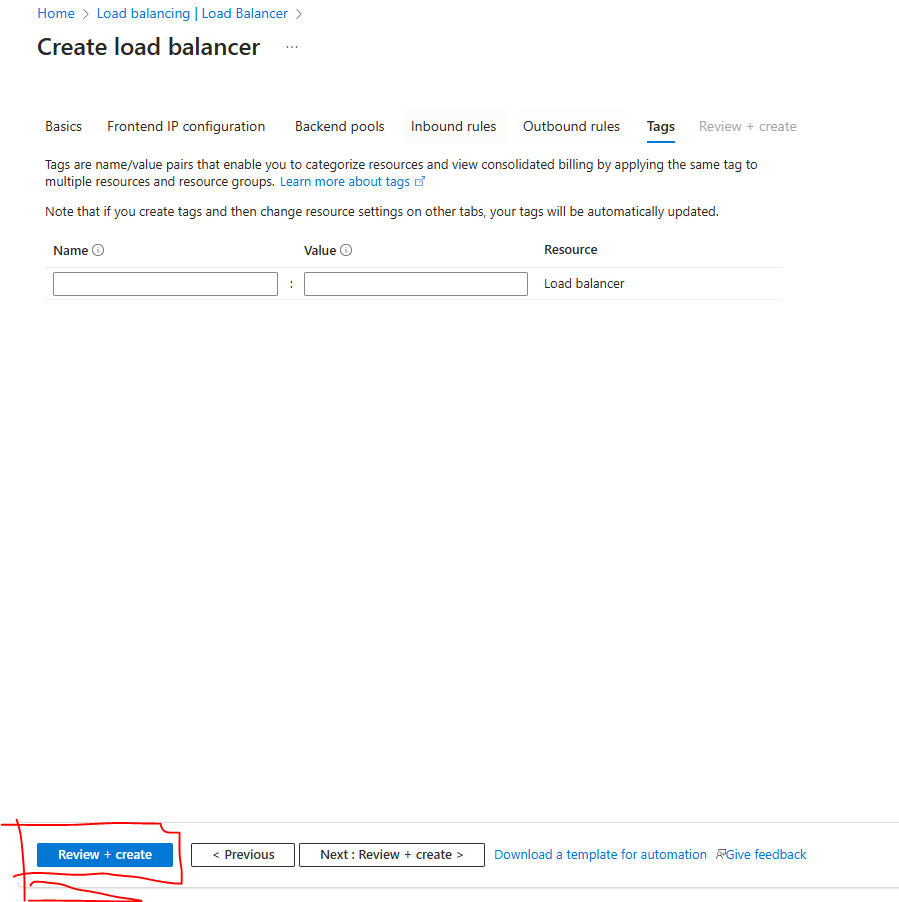 Home > Load balancing | Load Balancer >
Create load balancer ...
Basics Frontend IP configuration Backend pools Inbound rules Outbound rules Tags Review + create
Tags are name/value pairs that enable you to categorize resources and view consolidated billing by applying the same tag to
multiple resources and resource groups. Learn more about tags
Note that if you create tags and then change resource settings on other tabs, your tags will be automatically updated.
Name Value Resource
: Load balancer
Review + create < Previous Next : Review + create > Download a template for automation Give feedback